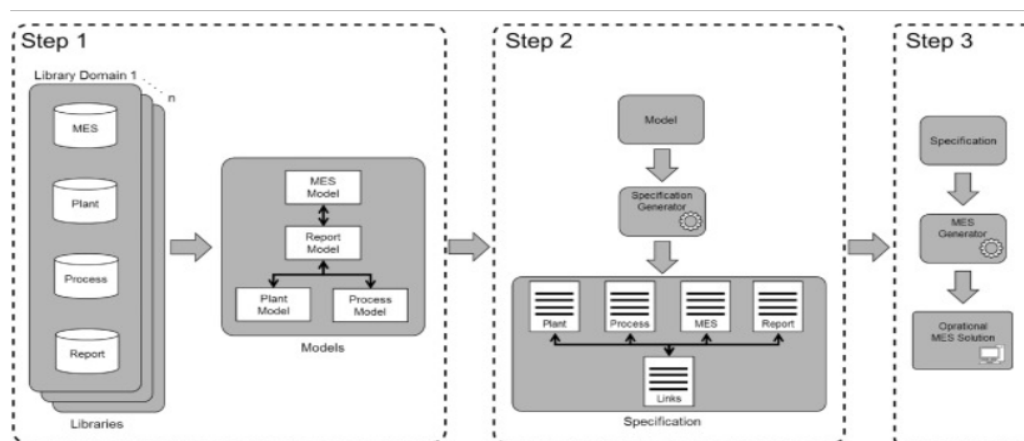 Step 1
Library Domain 1
n
MES
Plant
Process
Report
Libraries
MES
Model
Report
Model
Plant
Model
Process
Model
Models
Step 2
Model
Specification
Generator
Plant
Process
MES
Report
Links
Specification
Step 3
Specification
MES
Generator
Oprational
MES Solution